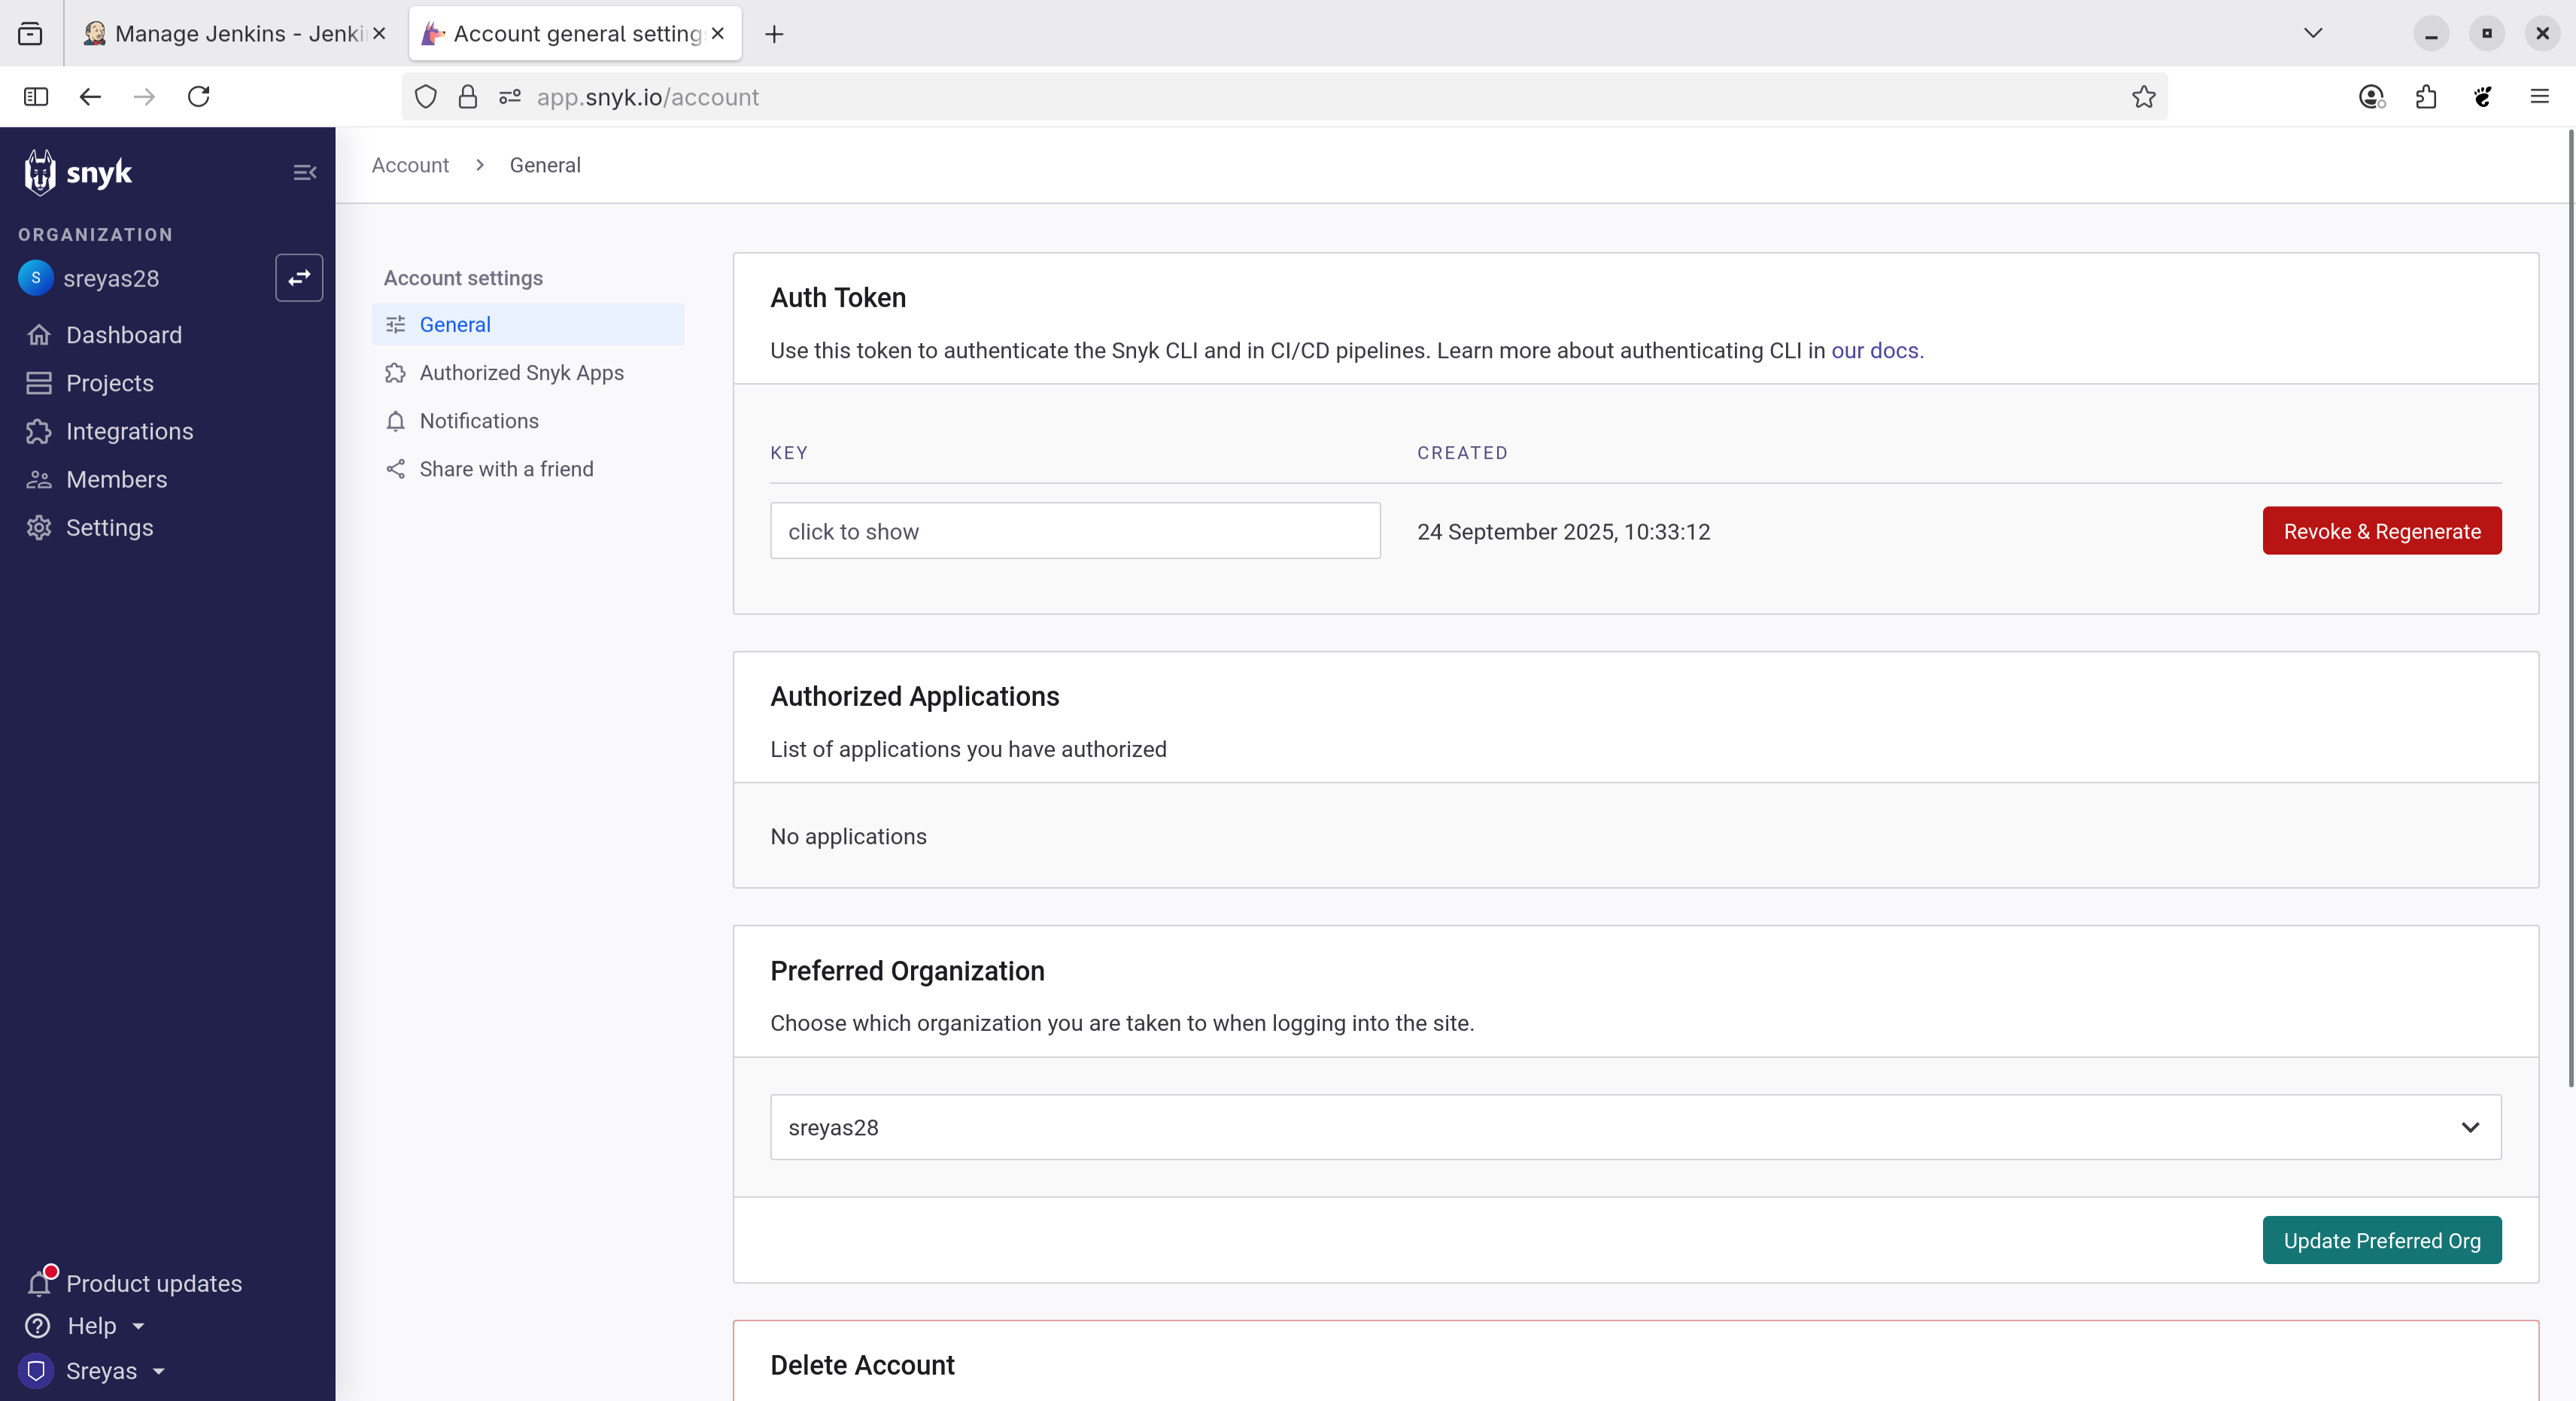 Manage Jenkins - Jenki
Account general setting
app.snyk.io/account
snyk
ORGANIZATION
S sreyas28
Dashboard
Projects
Integrations
Members
Settings
Product updates
Help
Sreyas
Account > General
Account settings
General
Authorized Snyk Apps
Notifications
Share with a friend
Auth Token
Use this token to authenticate the Snyk CLI and in CI/CD pipelines. Learn more about authenticating CLI in our docs.
KEY CREATED
click to show 24 September 2025, 10:33:12 Revoke & Regenerate
Authorized Applications
List of applications you have authorized
No applications
Preferred Organization
Choose which organization you are taken to when logging into the site.
sreyas28
Update Preferred Org
Delete Account